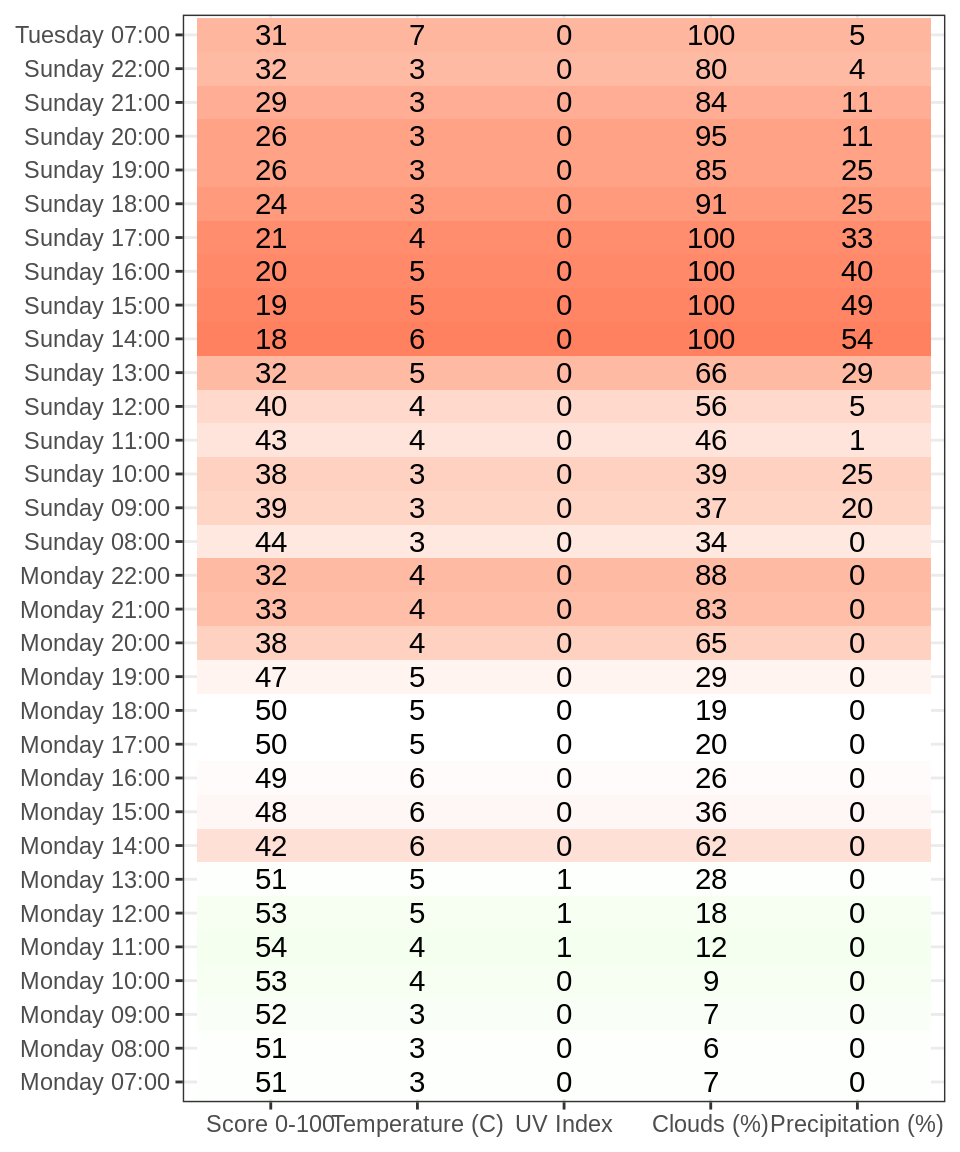 Tuesday 07:00 31 7 0 100 5
Sunday 22:00 32 3 0 80 4
Sunday 21:00 29 3 0 84 11
Sunday 20:00 26 3 0 95 11
Sunday 19:00 26 3 0 85 25
Sunday 18:00 24 3 0 91 25
Sunday 17:00 21 4 0 100 33
Sunday 16:00 20 5 0 100 40
Sunday 15:00 19 5 0 100 49
Sunday 14:00 18 6 0 100 54
Sunday 13:00 32 5 0 66 29
Sunday 12:00 40 4 0 56 5
Sunday 11:00 43 4 0 46 1
Sunday 10:00 38 3 0 39 25
Sunday 09:00 39 3 0 37 20
Sunday 08:00 44 3 0 34 0
Monday 22:00 32 4 0 88 0
Monday 21:00 33 4 0 83 0
Monday 20:00 38 4 0 65 0
Monday 19:00 47 5 0 29 0
Monday 18:00 50 5 0 19 0
Monday 17:00 50 5 0 20 0
Monday 16:00 49 6 0 26 0
Monday 15:00 48 6 0 36 0
Monday 14:00 42 6 0 62 0
Monday 13:00 51 5 1 28 0
Monday 12:00 53 5 1 18 0
Monday 11:00 54 4 1 12 0
Monday 10:00 53 4 0 9 0
Monday 09:00 52 3 0 7 0
Monday 08:00 51 3 0 6 0
Monday 07:00 51 3 0 7 0
Score 0-100 Temperature (C) UV Index Clouds (%) Precipitation (%)